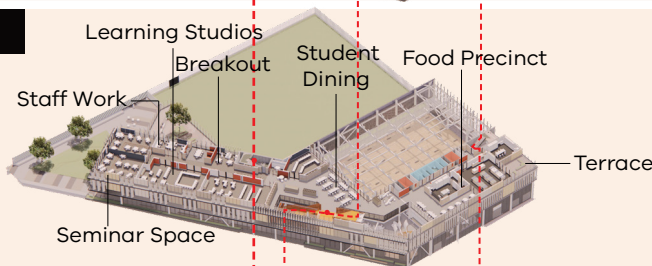 Learning Studios
Breakout
Student
Dining
Food Precinct
Staff Work
Terrace
Seminar Space